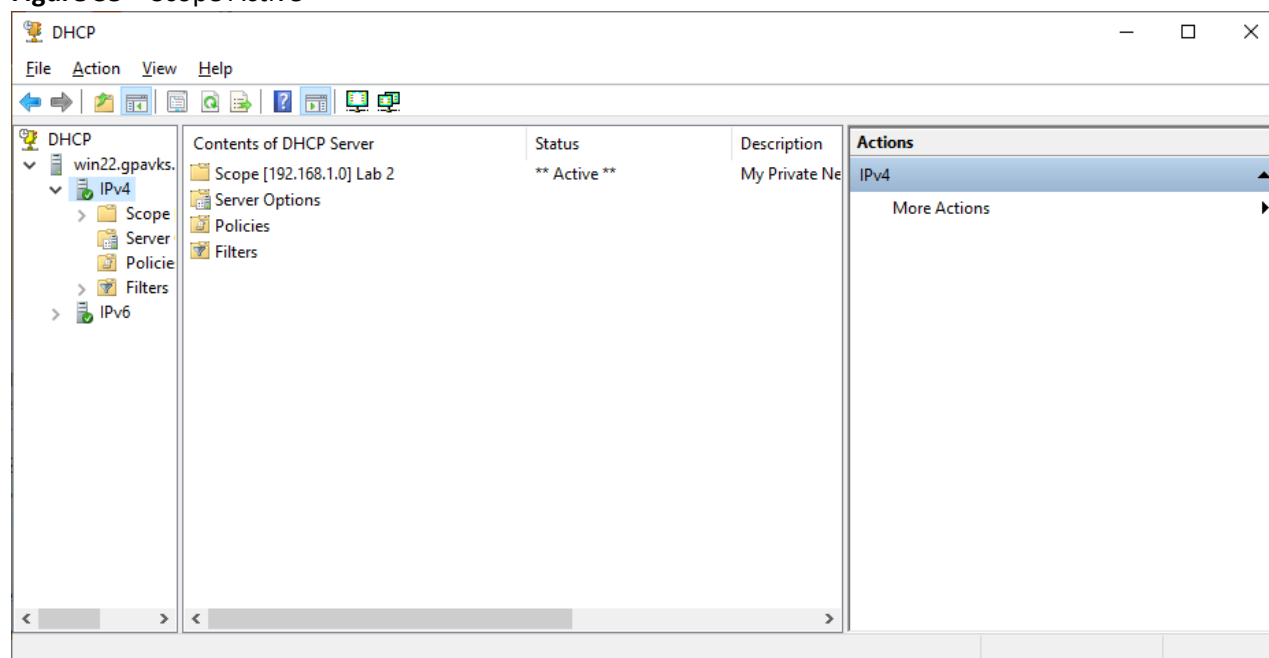 DHCP
File Action View Help
DHCP
win22.gpavks.
IPv4
Scope
Server
Policie
Filters
IPv6
Contents of DHCP Server Status Description
Scope [192.168.1.0] Lab 2 ** Active ** My Private Ne
Server Options
Policies
Filters
Actions
IPv4
More Actions